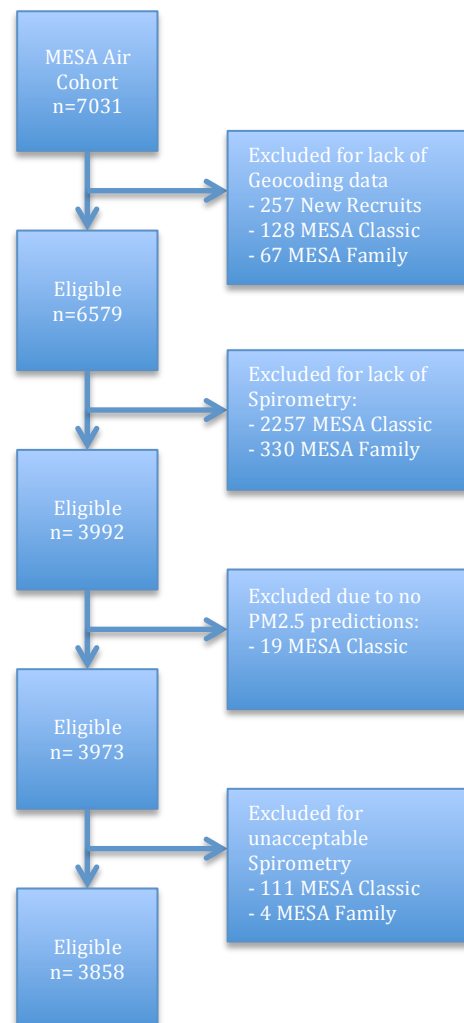 MESA Air
Cohort
n=7031
Excluded for lack of
Geocoding data
- 257 New Recruits
- 128 MESA Classic
- 67 MESA Family
Eligible
n=6579
Excluded for lack of
Spirometry:
- 2257 MESA Classic
- 330 MESA Family
Eligible
n= 3992
Excluded due to no
PM2.5 predictions:
- 19 MESA Classic
Eligible
n= 3973
Excluded for
unacceptable
Spirometry
- 111 MESA Classic
- 4 MESA Family
Eligible
n= 3858